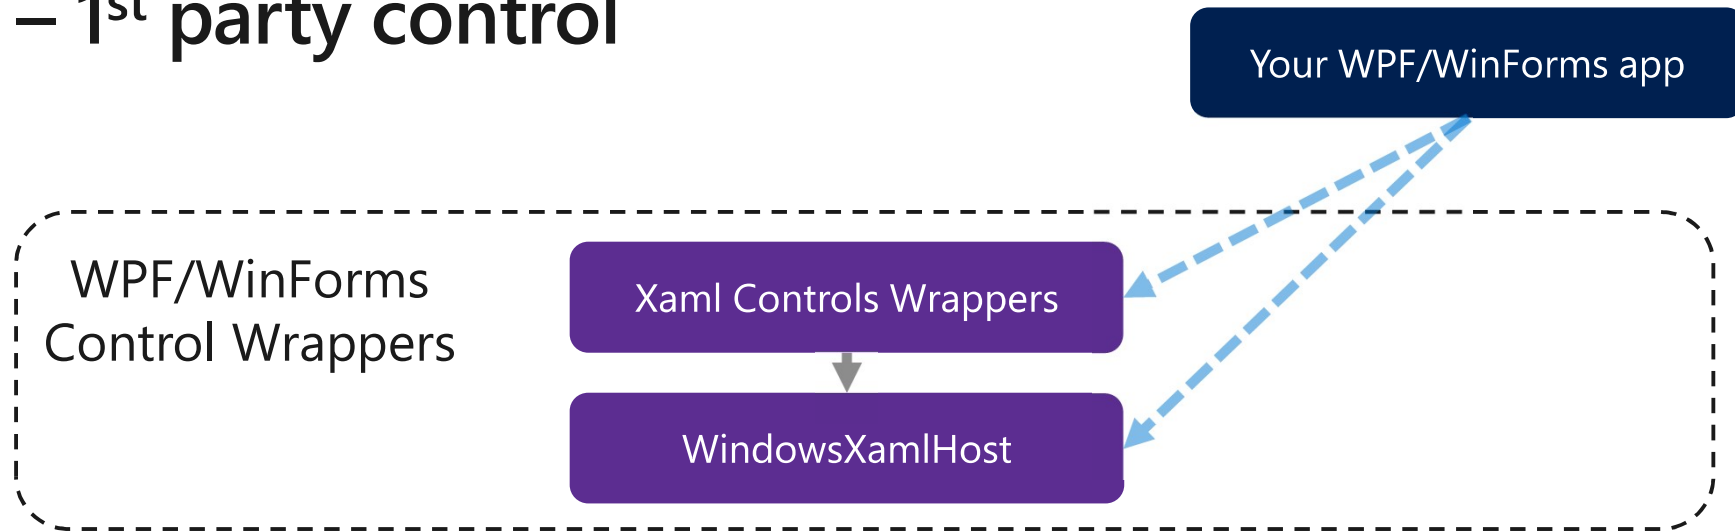 – 1st party control
Your WPF/WinForms app
WPF/WinForms
Control Wrappers
Xaml Controls Wrappers
WindowsXamlHost